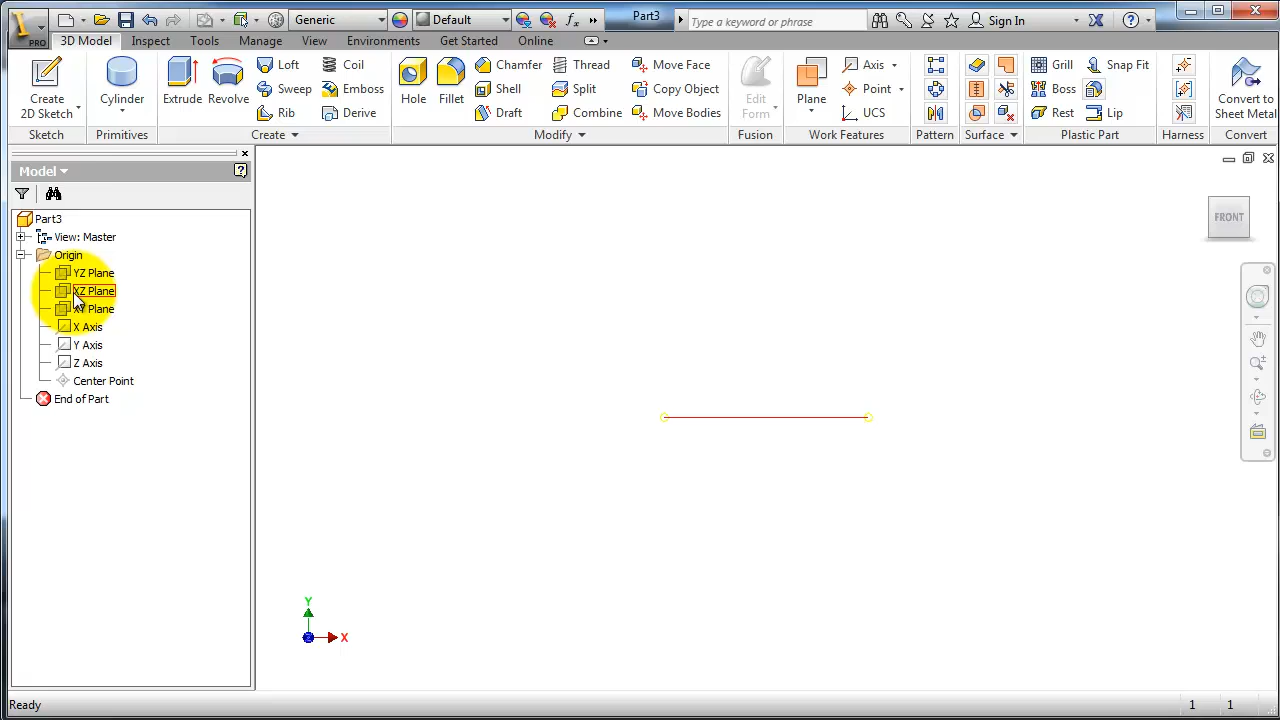 PRO
Generic
Default
fx
Part3
Type a keyword or phrase
Sign In
3D Model
Inspect
Tools
Manage
View
Environments
Get Started
Online
Create
2D Sketch
Sketch
Cylinder
Primitives
Extrude
Revolve
Loft
Sweep
Rib
Coil
Emboss
Derive
Create
Hole
Fillet
Chamfer
Shell
Draft
Thread
Split
Combine
Move Face
Copy Object
Move Bodies
Modify
Edit
Form
Fusion
Plane
Axis
Point
UCS
Work Features
Pattern
Surface
Grill
Boss
Rest
Snap Fit
Lip
Plastic Part
Harness
Convert to
Sheet Metal
Convert
Model
Part3
View: Master
Origin
YZ Plane
XZ Plane
XY Plane
X Axis
Y Axis
Z Axis
Center Point
End of Part
FRONT
Y
X
Ready
1 1